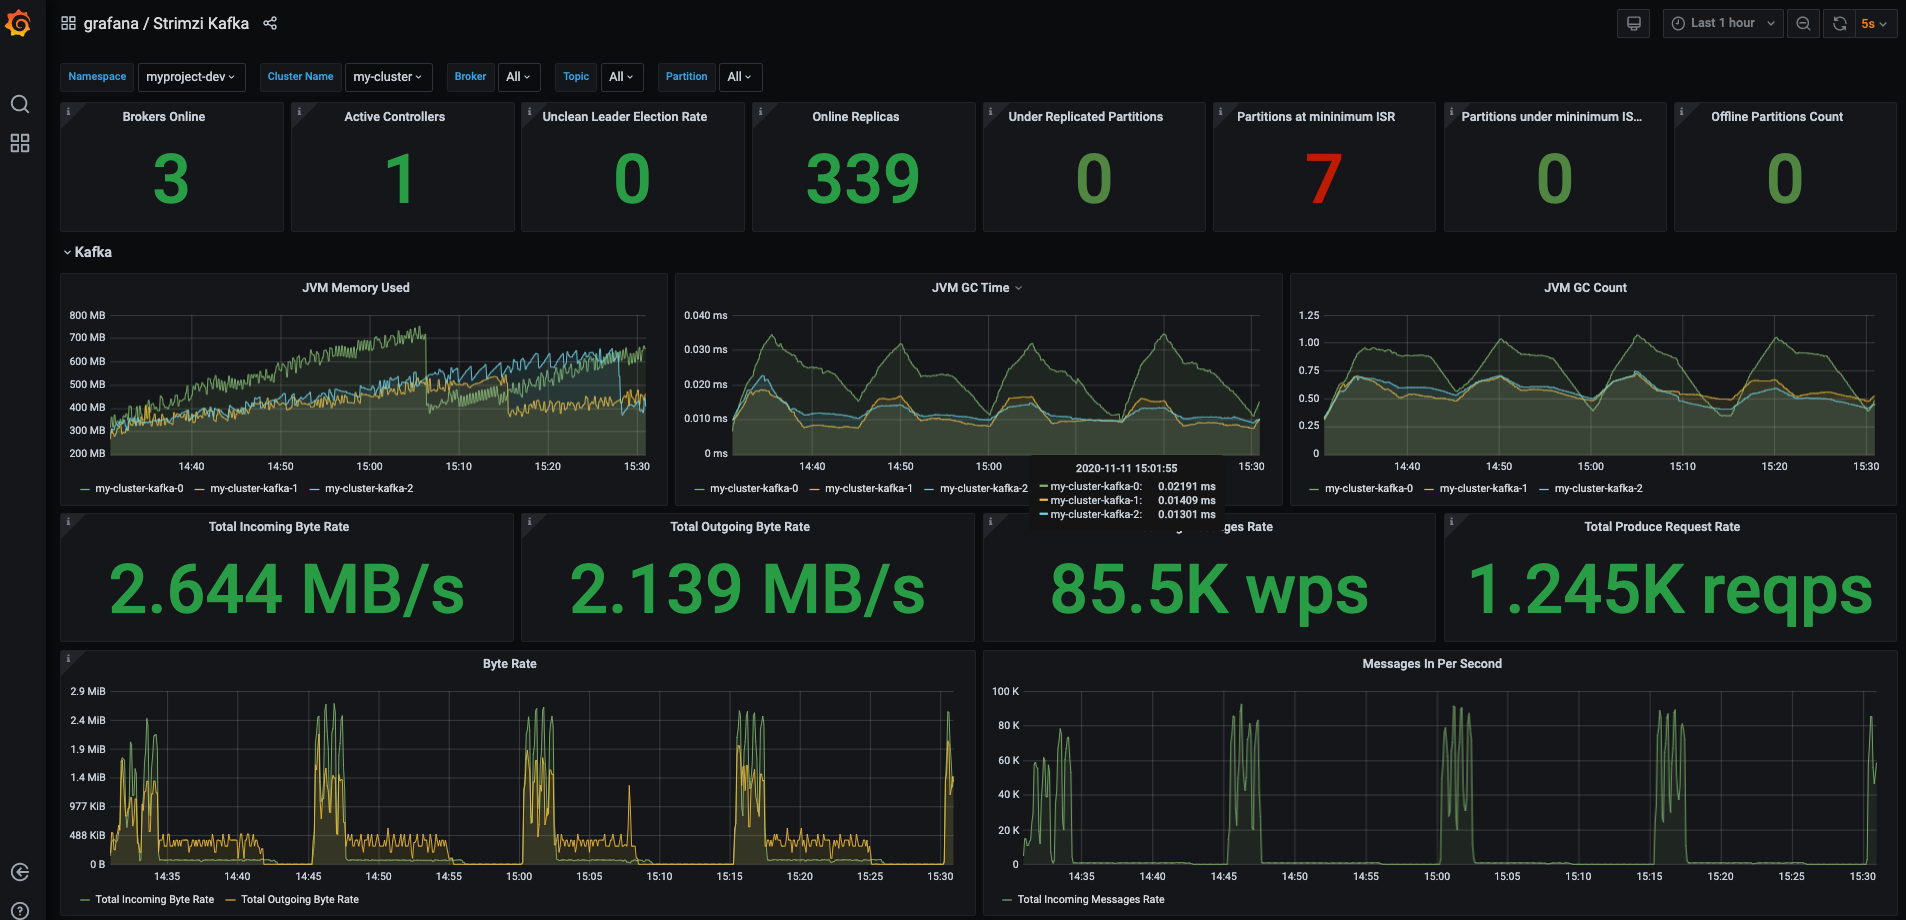 grafana / Strimzi Kafka
Last 1 hour
5s
Namespace myproject-dev Cluster Name my-cluster Broker All Topic All Partition All
Brokers Online
3
Active Controllers
1
Unclean Leader Election Rate
0
Online Replicas
339
Under Replicated Partitions
0
Partitions at mininimum ISR
7
Partitions under mininimum IS...
0
Offline Partitions Count
0
Kafka
JVM Memory Used
800 MB
700 MB
600 MB
500 MB
400 MB
300 MB
200 MB
14:40 14:50 15:00 15:10 15:20 15:30
my-cluster-kafka-0 my-cluster-kafka-1 my-cluster-kafka-2
JVM GC Time
0.040 ms
0.030 ms
0.020 ms
0.010 ms
0 ms
14:40 14:50 15:00 15:30
my-cluster-kafka-0 my-cluster-kafka-1 my-cluster-kafka-2
2020-11-11 15:01:55
my-cluster-kafka-0: 0.02191 ms
my-cluster-kafka-1: 0.01409 ms
my-cluster-kafka-2: 0.01301 ms
JVM GC Count
1.25
1.00
0.75
0.50
0.25
0
14:40 14:50 15:00 15:10 15:20 15:30
my-cluster-kafka-0 my-cluster-kafka-1 my-cluster-kafka-2
Total Incoming Byte Rate
2.644 MB/s
Total Outgoing Byte Rate
2.139 MB/s
Rate
85.5K wps
Total Produce Request Rate
1.245K reqps
Byte Rate
2.9 MiB
2.4 MiB
1.9 MiB
1.4 MiB
977 KiB
488 KiB
0 B
14:35 14:40 14:45 14:50 14:55 15:00 15:05 15:10 15:15 15:20 15:25 15:30
Total Incoming Byte Rate Total Outgoing Byte Rate
Messages In Per Second
100 K
80 K
60 K
40 K
20 K
0
14:35 14:40 14:45 14:50 14:55 15:00 15:05 15:10 15:15 15:20 15:25 15:30
Total Incoming Messages Rate